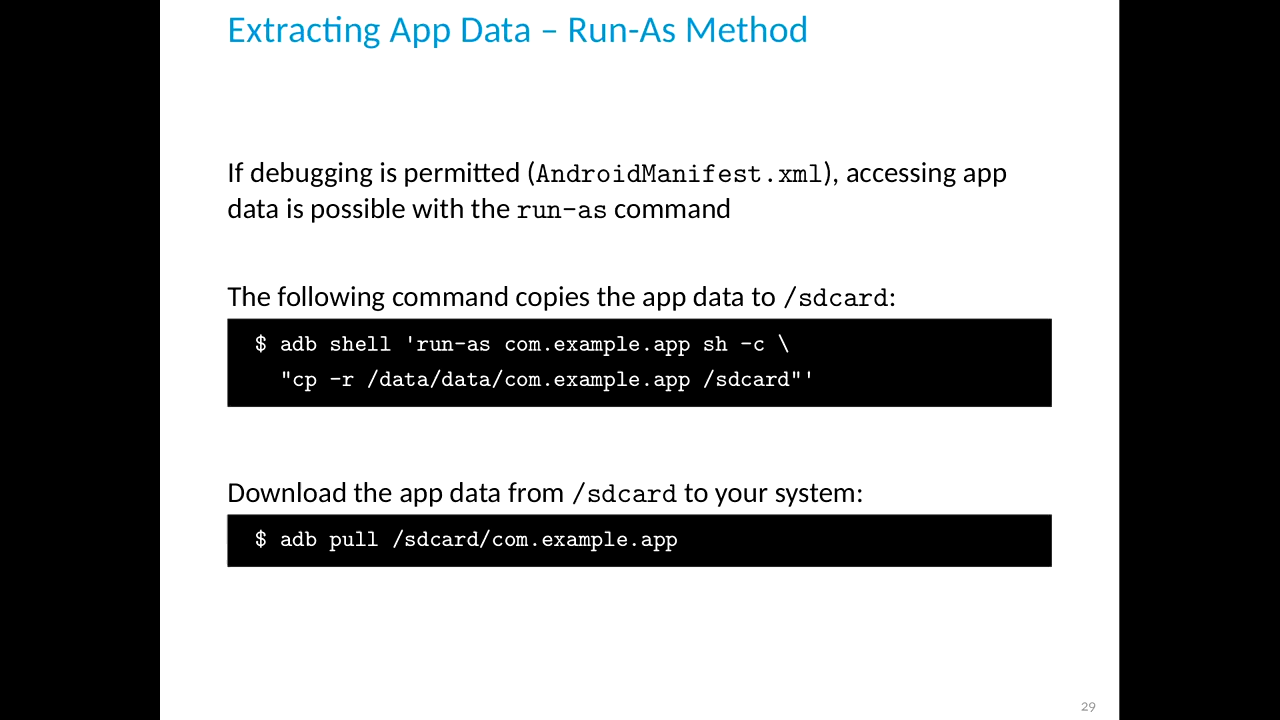 Extracting App Data – Run-As Method
If debugging is permitted (AndroidManifest.xml), accessing app
data is possible with the run-as command
The following command copies the app data to /sdcard:
$ adb shell 'run-as com.example.app sh -c \
"cp -r /data/data/com.example.app /sdcard"'
Download the app data from /sdcard to your system:
$ adb pull /sdcard/com.example.app
29